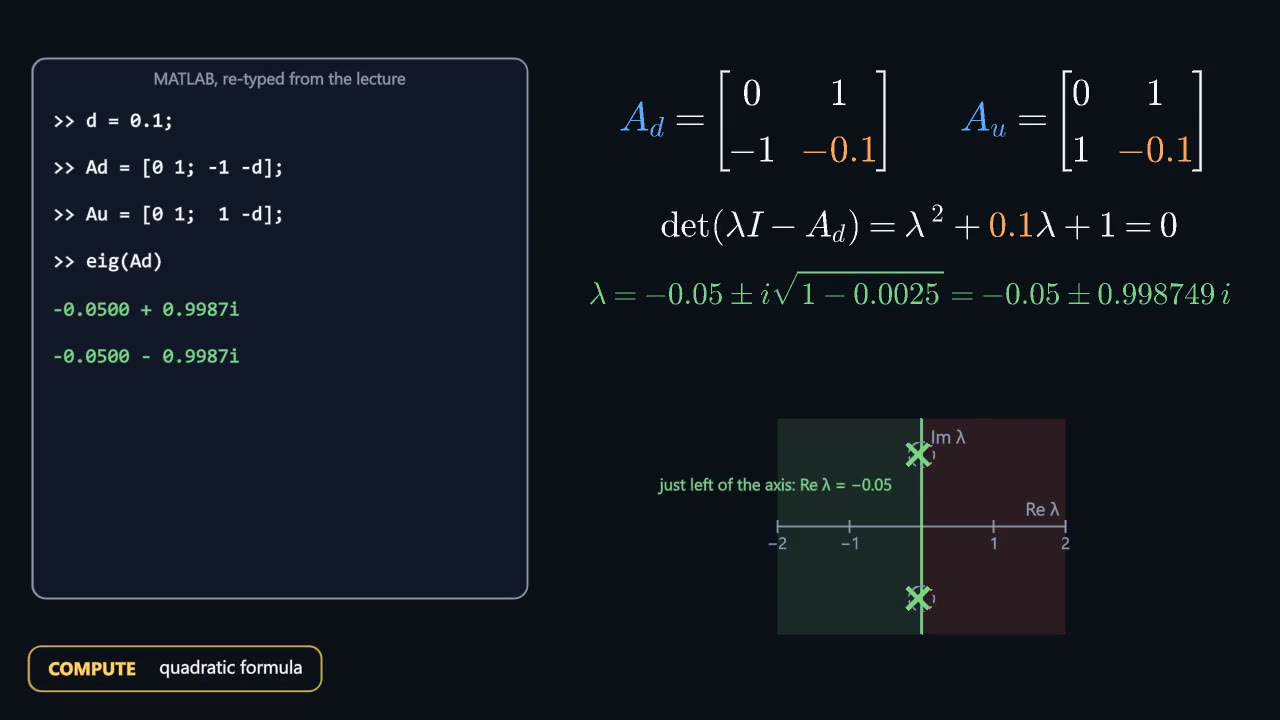 MATLAB, re-typed from the lecture
>> d = 0.1;
>> Ad = [0 1; -1 -d];
>> Au = [0 1;  1 -d];
>> eig(Ad)
-0.0500 + 0.9987i
-0.0500 - 0.9987i
A_d = [0 1; −1 −0.1]   A_u = [0 1; 1 −0.1]
det(λI − A_d) = λ² + 0.1λ + 1 = 0
λ = −0.05 ± i√(1 − 0.0025) = −0.05 ± 0.998749 i
Im λ
just left of the axis: Re λ = −0.05
Re λ
−2 −1 1 2
COMPUTE quadratic formula